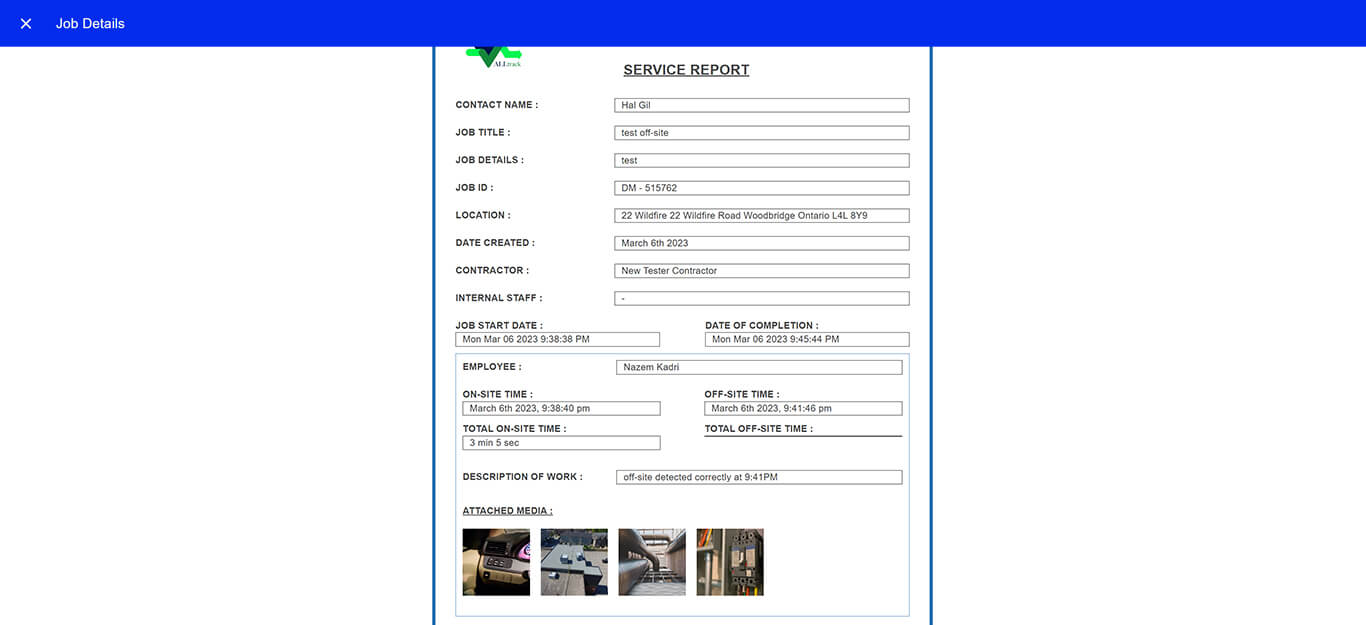 Job Details
ALLtrack
SERVICE REPORT
CONTACT NAME : Hal Gil
JOB TITLE : test off-site
JOB DETAILS : test
JOB ID : DM - 515762
LOCATION : 22 Wildfire 22 Wildfire Road Woodbridge Ontario L4L 8Y9
DATE CREATED : March 6th 2023
CONTRACTOR : New Tester Contractor
INTERNAL STAFF : -
JOB START DATE : DATE OF COMPLETION :
Mon Mar 06 2023 9:38:38 PM Mon Mar 06 2023 9:45:44 PM
EMPLOYEE : Nazem Kadri
ON-SITE TIME : OFF-SITE TIME :
March 6th 2023, 9:38:40 pm March 6th 2023, 9:41:46 pm
TOTAL ON-SITE TIME : TOTAL OFF-SITE TIME :
3 min 5 sec
DESCRIPTION OF WORK : off-site detected correctly at 9:41PM
ATTACHED MEDIA :